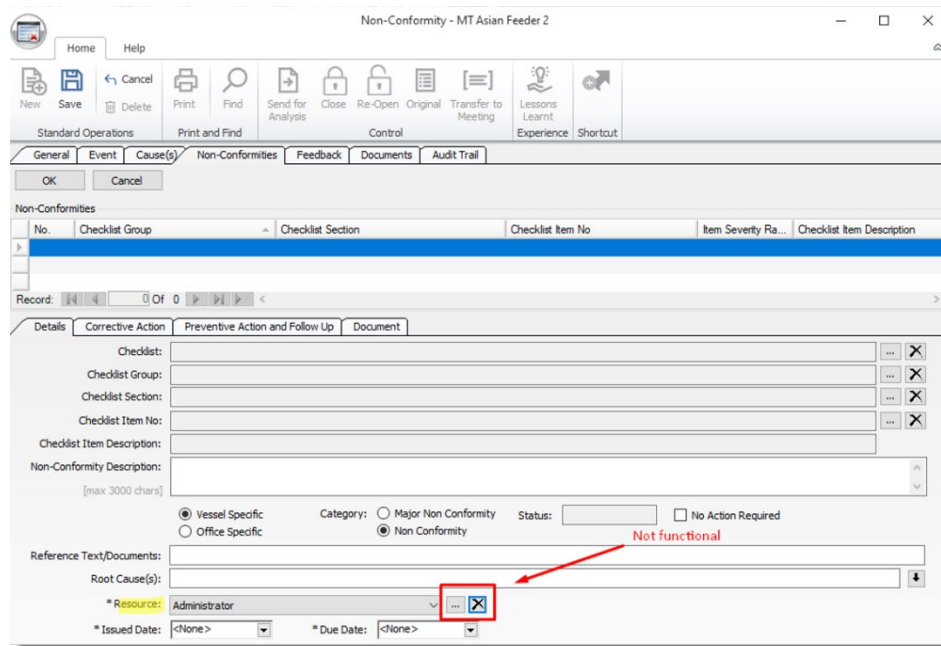 Non-Conformity - MT Asian Feeder 2
Home Help
New Save Cancel Delete Print Find Send for Analysis Close Re-Open Original Transfer to Meeting Lessons Learnt
Standard Operations Print and Find Control Experience Shortcut
General Event Cause(s) Non-Conformities Feedback Documents Audit Trail
OK Cancel
Non-Conformities
No. Checklist Group Checklist Section Checklist Item No Item Severity Ra... Checklist Item Description
Record: 0 Of 0
Details Corrective Action Preventive Action and Follow Up Document
Checklist: ...
Checklist Group: ...
Checklist Section: ...
Checklist Item No: ...
Checklist Item Description:
Non-Conformity Description:
[max 3000 chars]
Vessel Specific Category: Major Non Conformity Status: No Action Required
Office Specific Non Conformity
Not functional
Reference Text/Documents:
Root Cause(s):
* Resource: Administrator ...
* Issued Date: <None> * Due Date: <None>